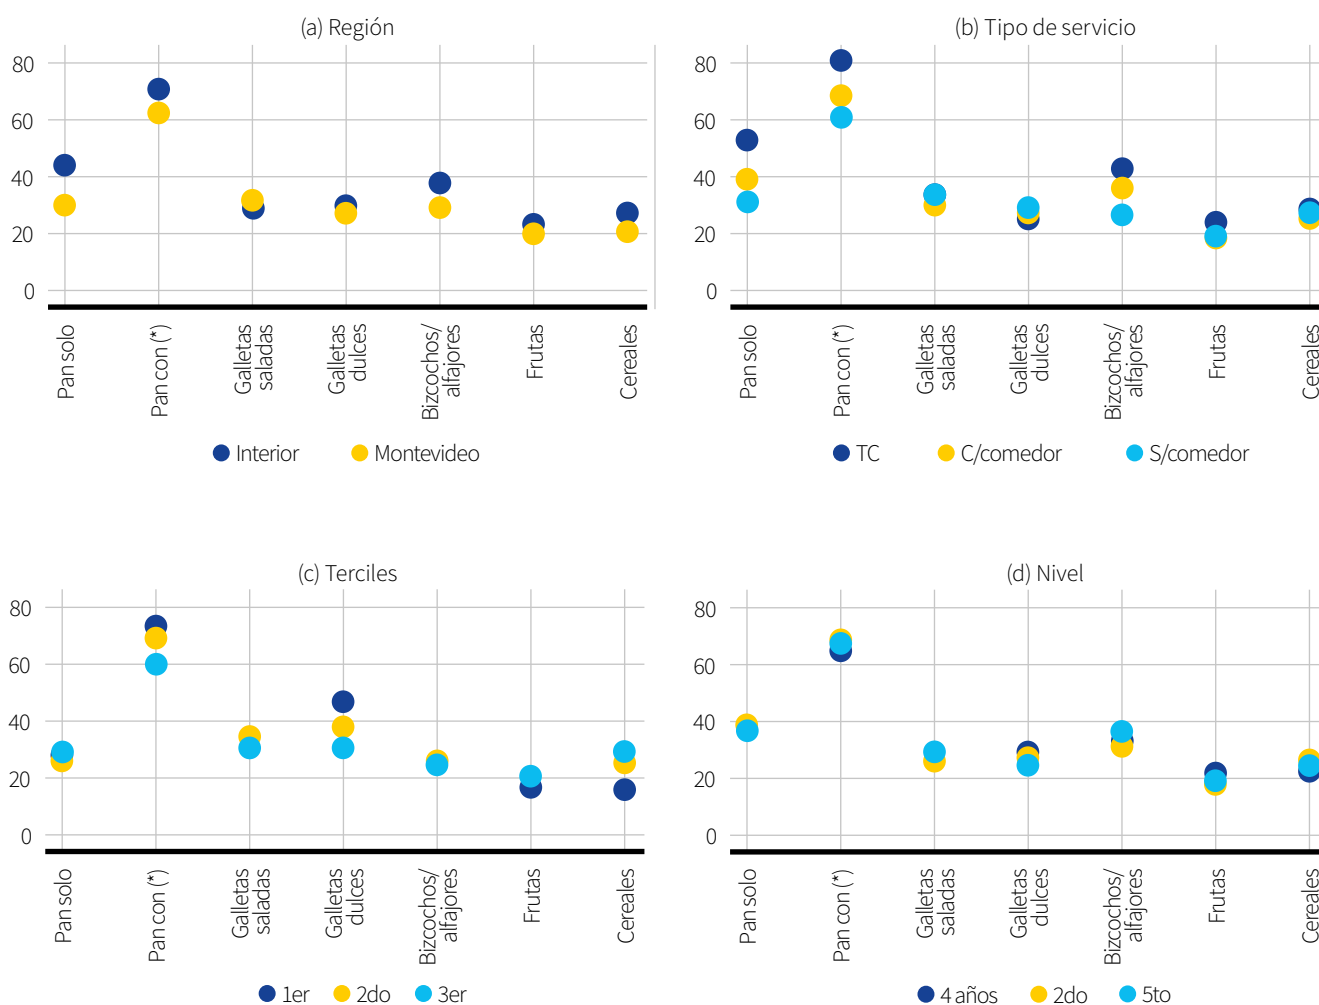 (a) Región
80
60
40
20
0
Pan solo
Pan con (*)
Galletas
saladas
Galletas
dulces
Bizcochos/
alfajores
Frutas
Cereales
Interior Montevideo
(b) Tipo de servicio
80
60
40
20
0
Pan solo
Pan con (*)
Galletas
saladas
Galletas
dulces
Bizcochos/
alfajores
Frutas
Cereales
TC C/comedor S/comedor
(c) Terciles
80
60
40
20
0
Pan solo
Pan con (*)
Galletas
saladas
Galletas
dulces
Bizcochos/
alfajores
Frutas
Cereales
1er 2do 3er
(d) Nivel
80
60
40
20
0
Pan solo
Pan con (*)
Galletas
saladas
Galletas
dulces
Bizcochos/
alfajores
Frutas
Cereales
4 años 2do 5to